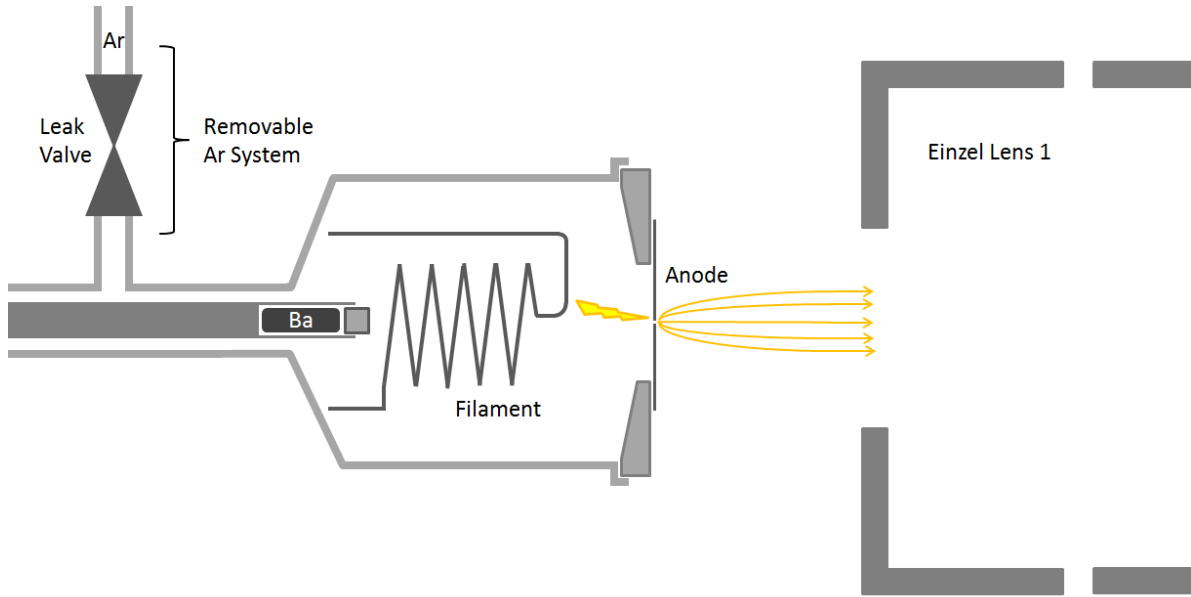 Ar
Leak
Valve
Removable
Ar System
Einzel Lens 1
Anode
Ba
Filament